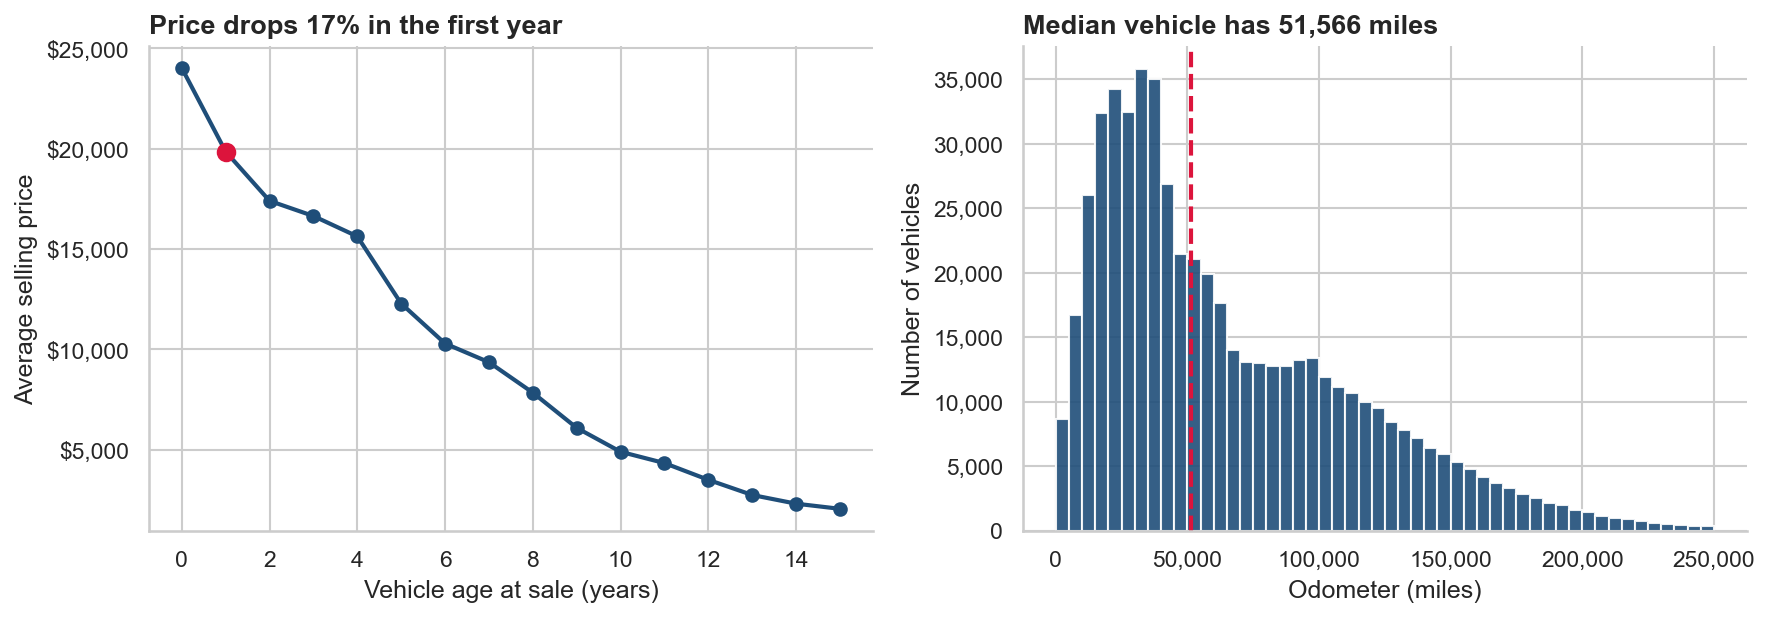 Price drops 17% in the first year
$25,000
$20,000
$15,000
$10,000
$5,000
Average selling price
0 2 4 6 8 10 12 14
Vehicle age at sale (years)
Median vehicle has 51,566 miles
35,000
30,000
25,000
20,000
15,000
10,000
5,000
0
Number of vehicles
0 50,000 100,000 150,000 200,000 250,000
Odometer (miles)